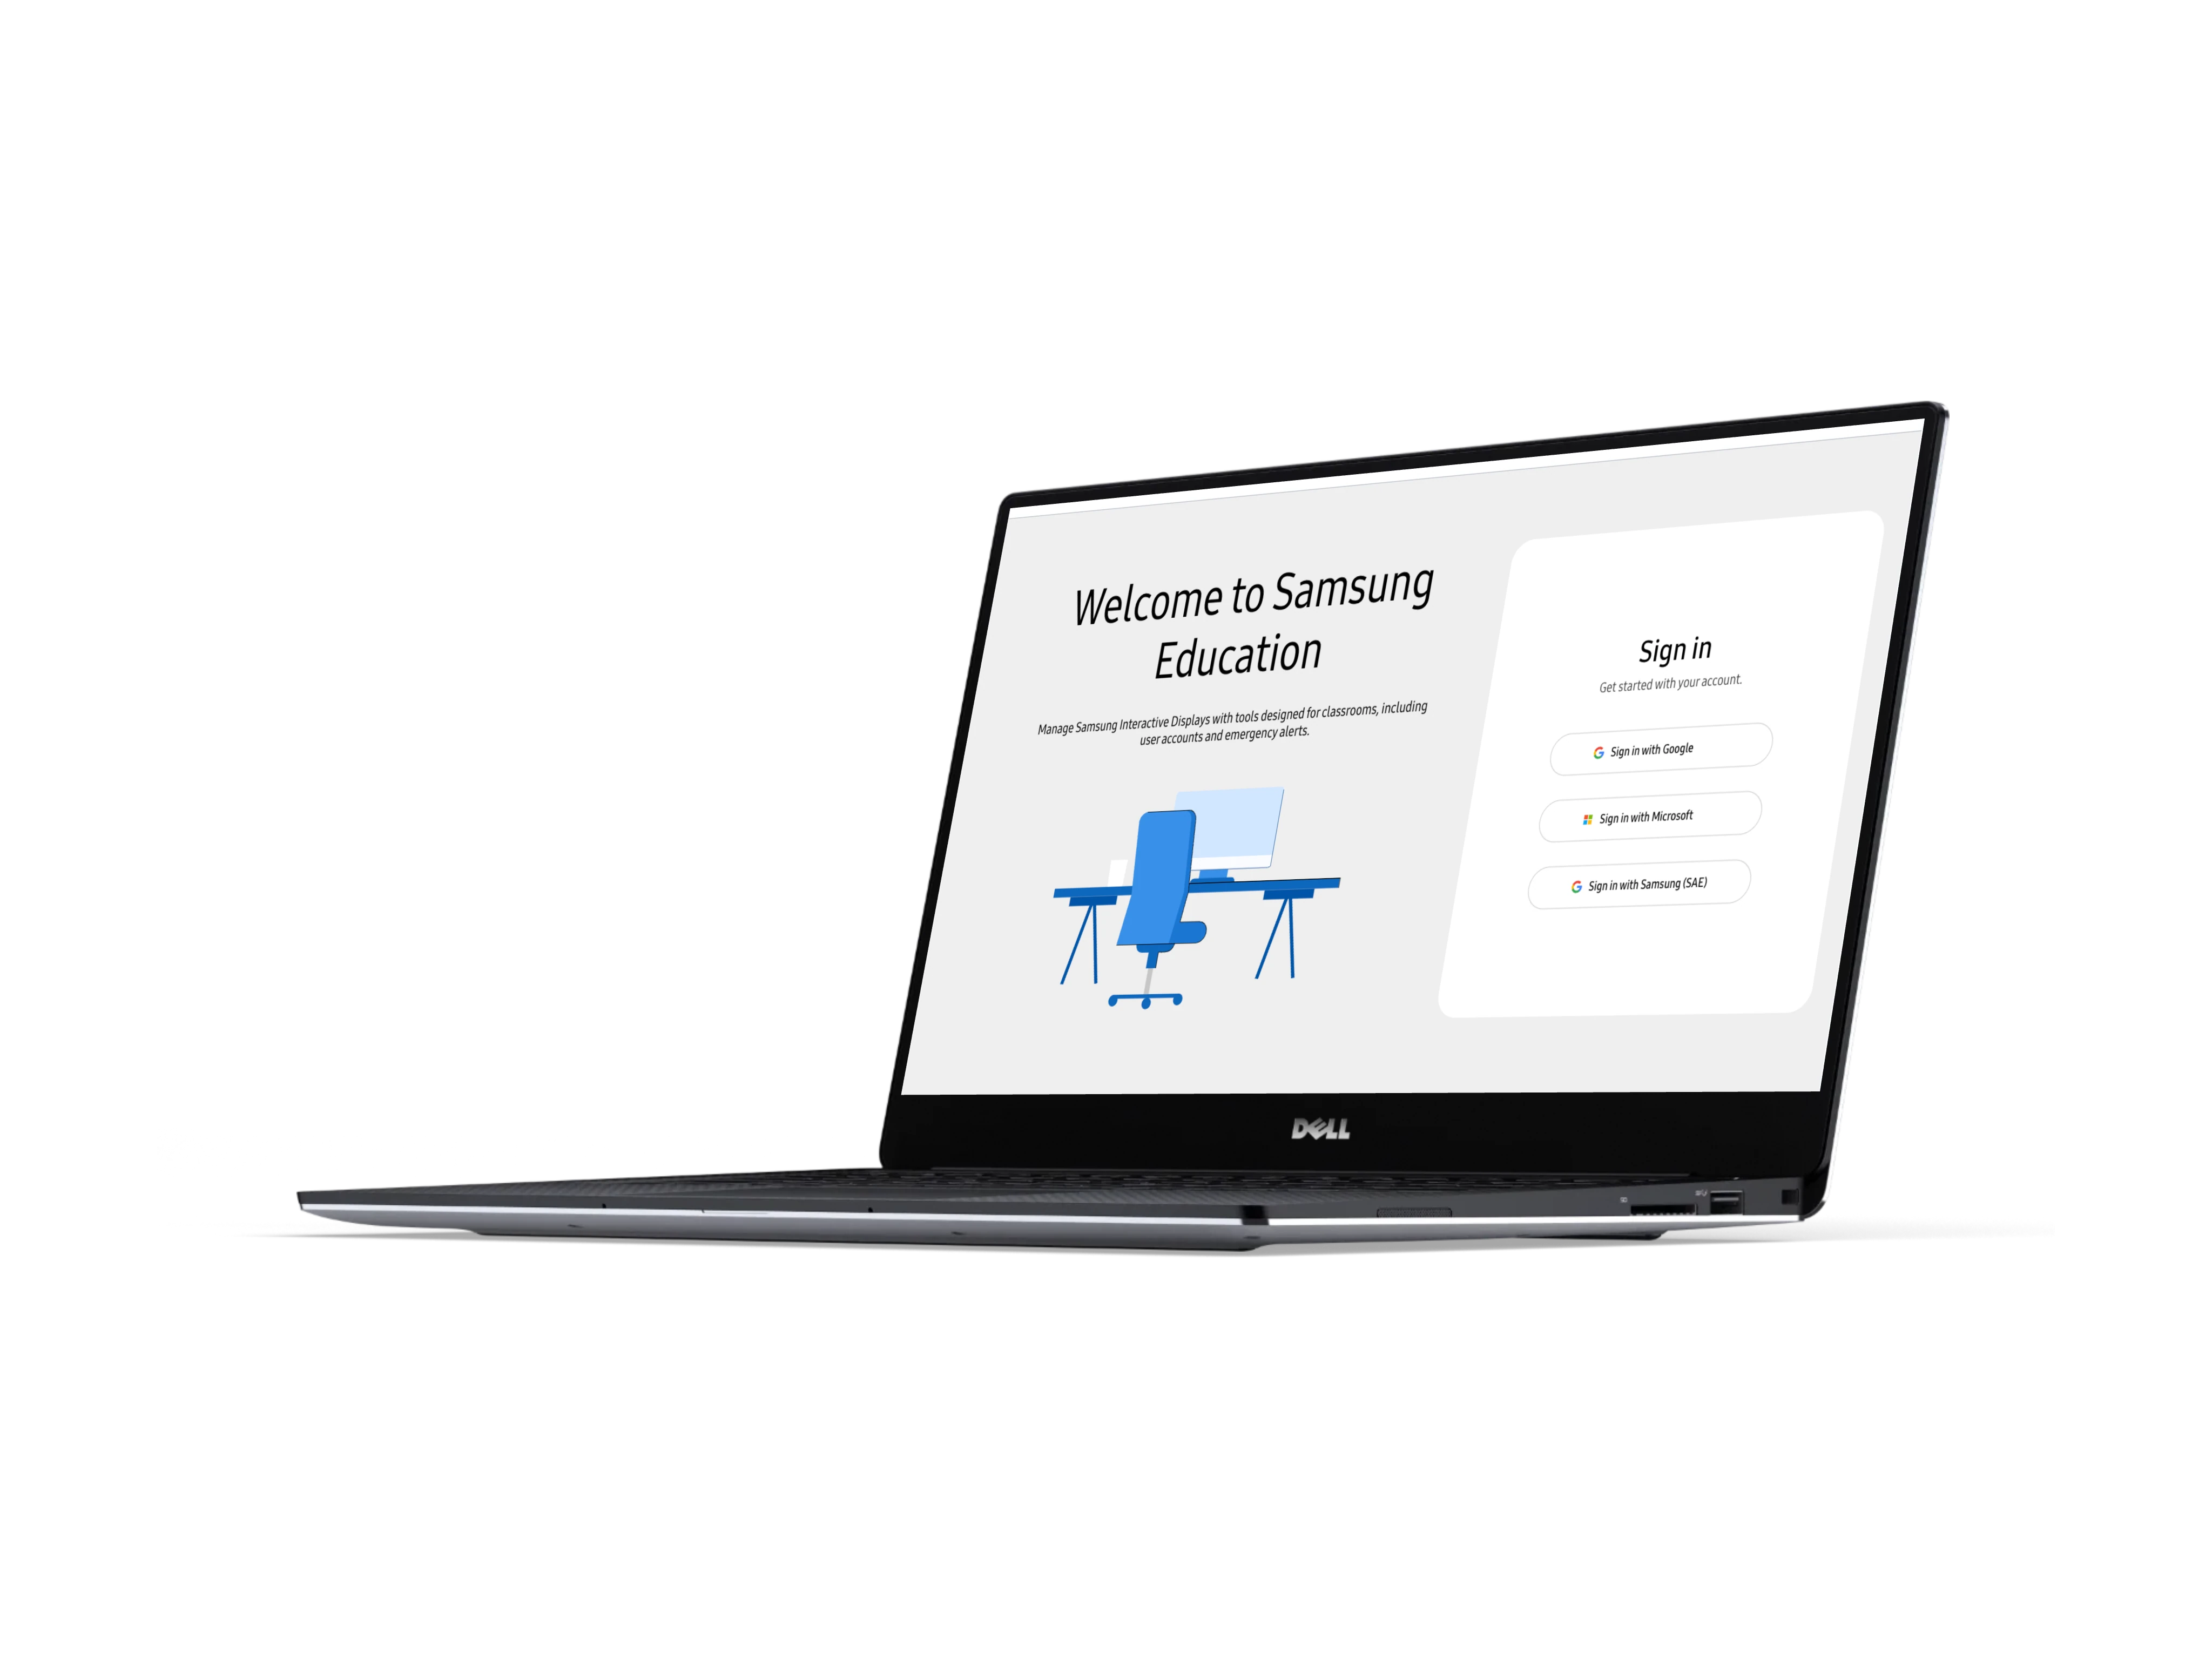 Welcome to Samsung
Education
Manage Samsung Interactive Displays with tools designed for classrooms, including
user accounts and emergency alerts.
Sign in
Get started with your account.
Sign in with Google
Sign in with Microsoft
Sign in with Samsung (SAE)
DELL